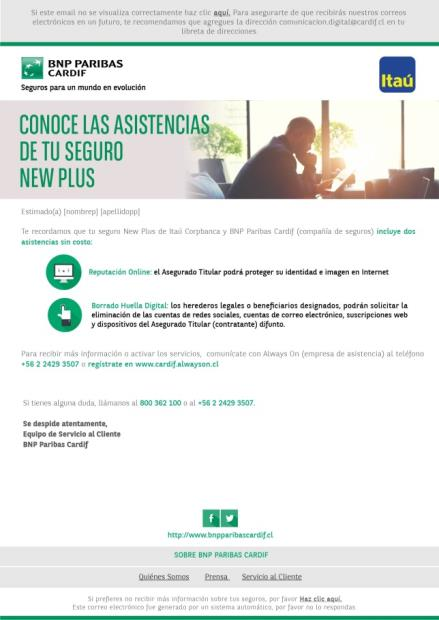 Si este email no se visualiza correctamente haz clic aquí. Para asegurarte de que recibirás nuestros correos
electrónicos en un futuro, te recomendamos que agregues la dirección comunicacion.digital@cardif.cl en tu
libreta de direcciones
BNP PARIBAS
CARDIF
Itaú
Seguros para un mundo en evolución
CONOCE LAS ASISTENCIAS
DE TU SEGURO
NEW PLUS
Estimado(a) [nombrep] [apellidopp]
Te recordamos que tu seguro New Plus de Itaú Corpbanca y BNP Paribas Cardif (compañía de seguros) incluye dos
asistencias sin costo:
Reputación Online: el Asegurado Titular podrá proteger su identidad e imagen en Internet
Borrado Huella Digital: los herederos legales o beneficiarios designados, podrán solicitar la
eliminación de las cuentas de redes sociales, cuentas de correo electrónico, suscripciones web
y dispositivos del Asegurado Titular (contratante) difunto.
Para recibir más información o activar los servicios, comunícate con Always On (empresa de asistencia) al teléfono
+56 2 2429 3507 o regístrate en www.cardif.alwayson.cl
Si tienes alguna duda, llámanos al 800 362 100 o al +56 2 2429 3507.
Se despide atentamente,
Equipo de Servicio al Cliente
BNP Paribas Cardif
http://www.bnpparibascardif.cl
SOBRE BNP PARIBAS CARDIF
Quiénes Somos Prensa Servicio al Cliente
Si prefieres no recibir más información sobre tus seguros, por favor Haz clic aquí.
Este correo electrónico fue generado por un sistema automático, por favor no lo respondas